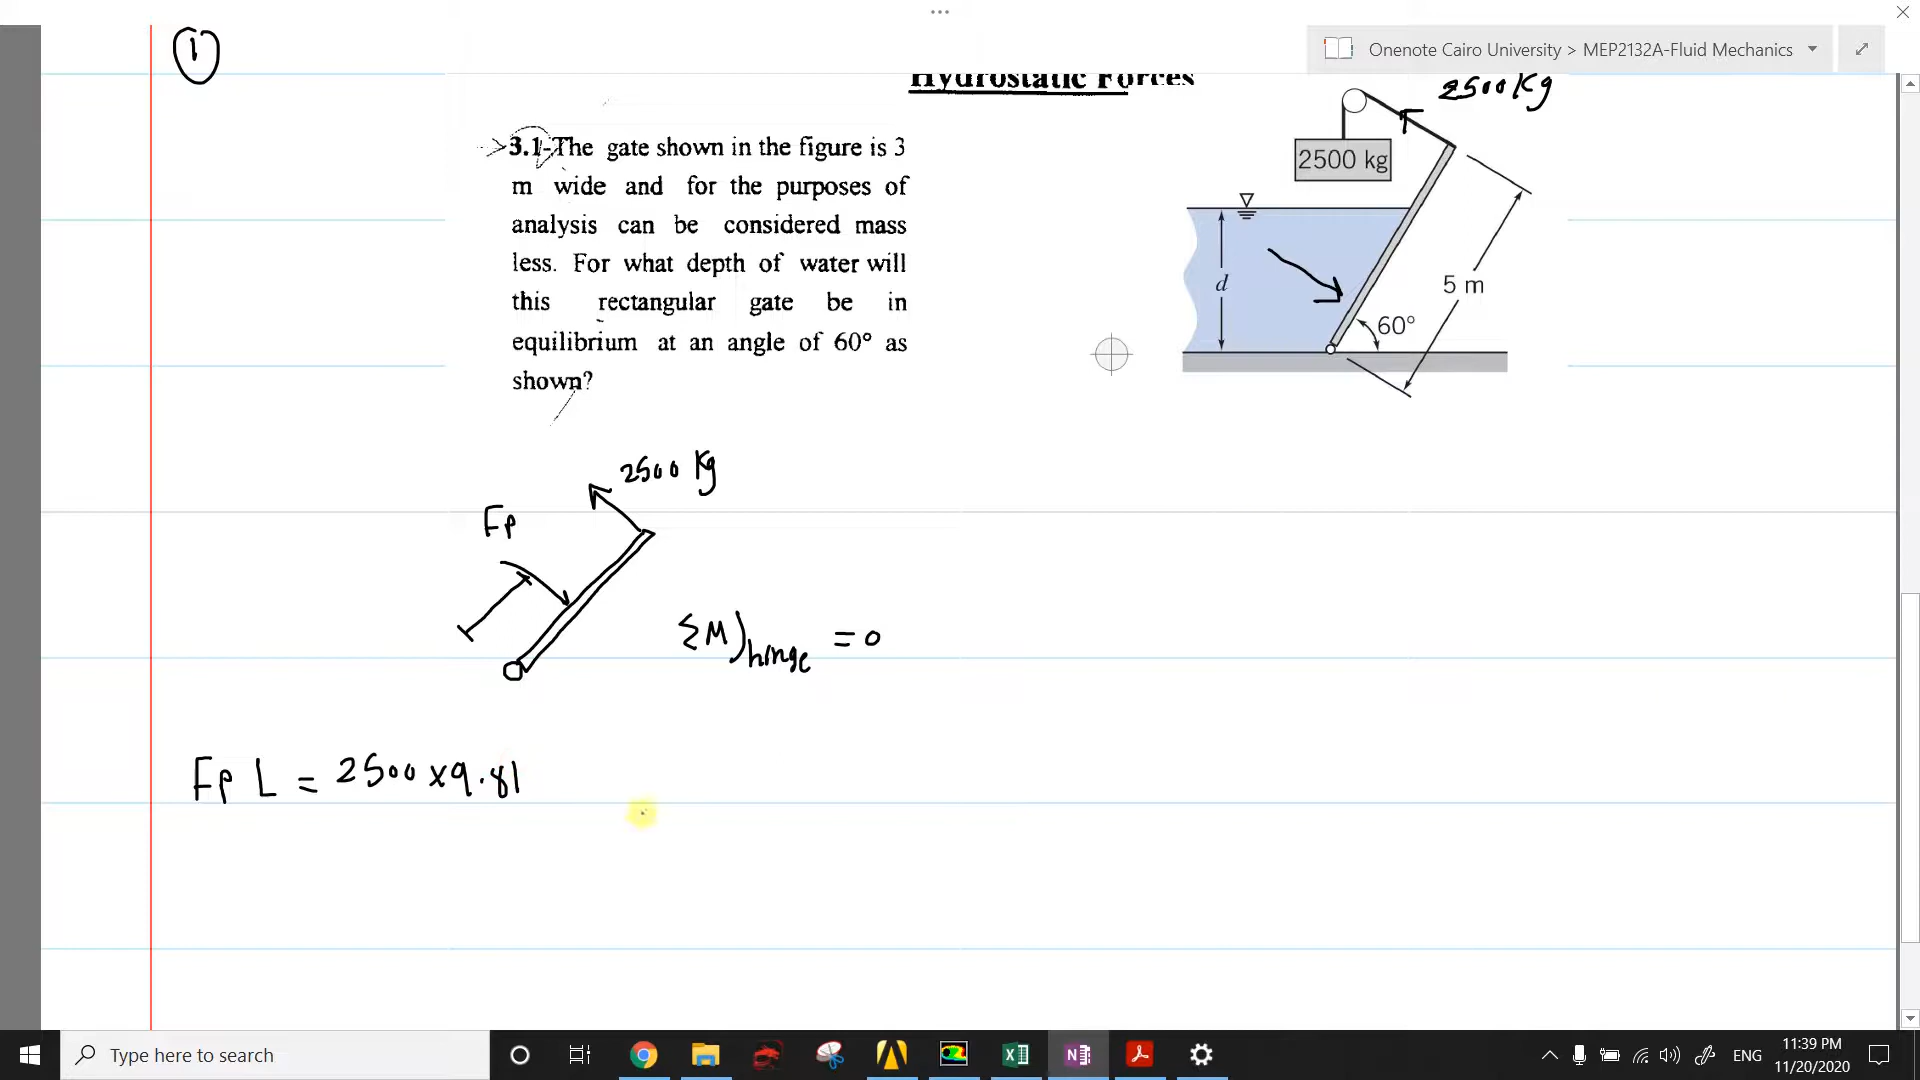 ①
Onenote Cairo University > MEP2132A-Fluid Mechanics
Hydrostatic Forces
2500 Kg
3.1-The gate shown in the figure is 3
m wide and for the purposes of
analysis can be considered mass
less. For what depth of water will
this rectangular gate be in
equilibrium at an angle of 60° as
shown?
2500 kg
d
5 m
60°
2500 Kg
Fp
ΣM)hinge = 0
Fp L = 2500 x 9.81
Type here to search
ENG
11:39 PM
11/20/2020